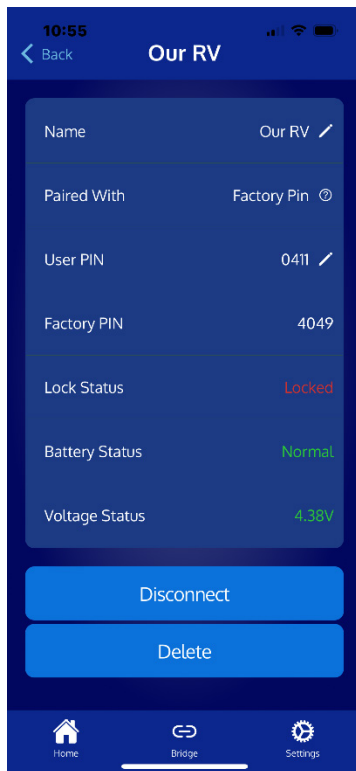 10:55
Back Our RV
Name Our RV
Paired With Factory Pin
User PIN 0411
Factory PIN 4049
Lock Status Locked
Battery Status Normal
Voltage Status 4.38V
Disconnect
Delete
Home Bridge Settings